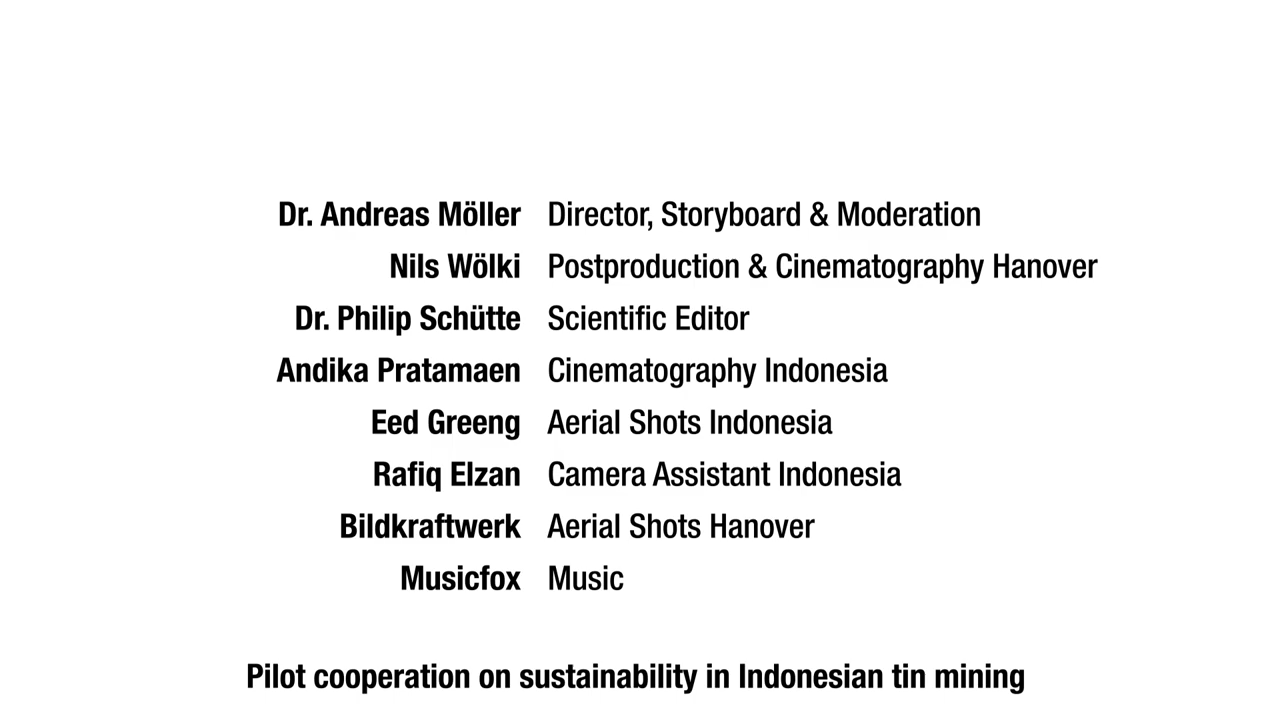 Dr. Andreas Möller Director, Storyboard & Moderation
Nils Wölki Postproduction & Cinematography Hanover
Dr. Philip Schütte Scientific Editor
Andika Pratamaen Cinematography Indonesia
Eed Greeng Aerial Shots Indonesia
Rafiq Elzan Camera Assistant Indonesia
Bildkraftwerk Aerial Shots Hanover
Musicfox Music
Pilot cooperation on sustainability in Indonesian tin mining